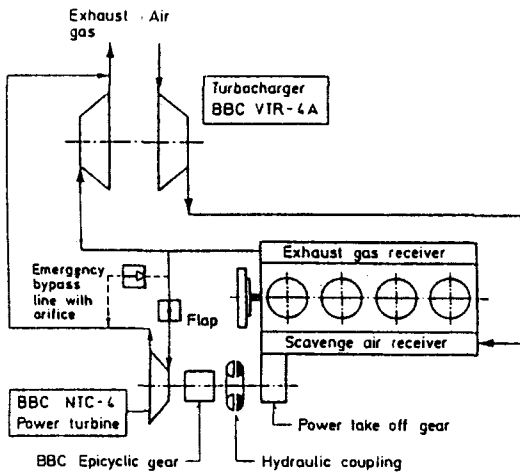 Exhaust Air
gas
Turbocharger
BBC VTR-4A
Exhaust gas receiver
Emergency
bypass
line with
orifice
Flap
Scavenge air receiver
BBC NTC-4
Power turbine
Power take off gear
BBC Epicyclic gear
Hydraulic coupling